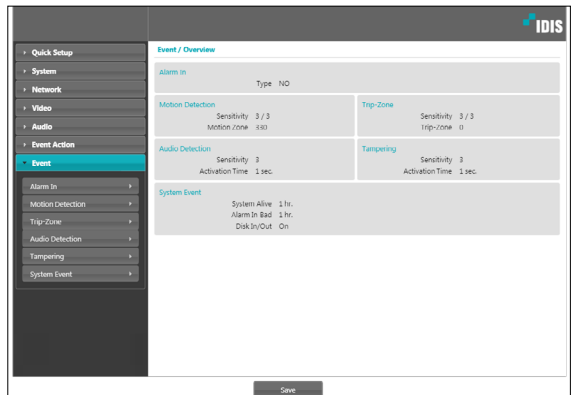 IDIS
Quick Setup
System
Network
Video
Audio
Event Action
Event
Alarm In
Motion Detection
Trip-Zone
Audio Detection
Tampering
System Event
Event / Overview
Alarm In
Type NO
Motion Detection
Sensitivity 3 / 3
Motion Zone 330
Trip-Zone
Sensitivity 3 / 3
Trip-Zone 0
Audio Detection
Sensitivity 3
Activation Time 1 sec.
Tampering
Sensitivity 3
Activation Time 1 sec.
System Event
System Alive 1 hr.
Alarm In Bad 1 hr.
Disk In/Out On
Save